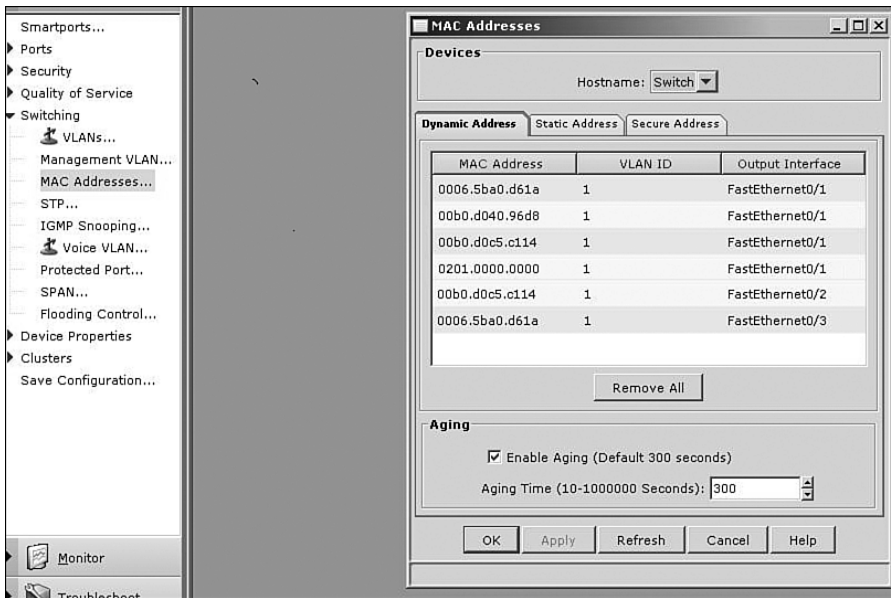 Smartports...
Ports
Security
Quality of Service
Switching
VLANs...
Management VLAN...
MAC Addresses...
STP...
IGMP Snooping...
Voice VLAN...
Protected Port...
SPAN...
Flooding Control...
Device Properties
Clusters
Save Configuration...
Monitor
Troubleshoot
MAC Addresses
Devices
Hostname: Switch
Dynamic Address Static Address Secure Address
MAC Address VLAN ID Output Interface
0006.5ba0.d61a 1 FastEthernet0/1
00b0.d040.96d8 1 FastEthernet0/1
00b0.d0c5.c114 1 FastEthernet0/1
0201.0000.0000 1 FastEthernet0/1
00b0.d0c5.c114 1 FastEthernet0/2
0006.5ba0.d61a 1 FastEthernet0/3
Remove All
Aging
Enable Aging (Default 300 seconds)
Aging Time (10-1000000 Seconds): 300
OK Apply Refresh Cancel Help